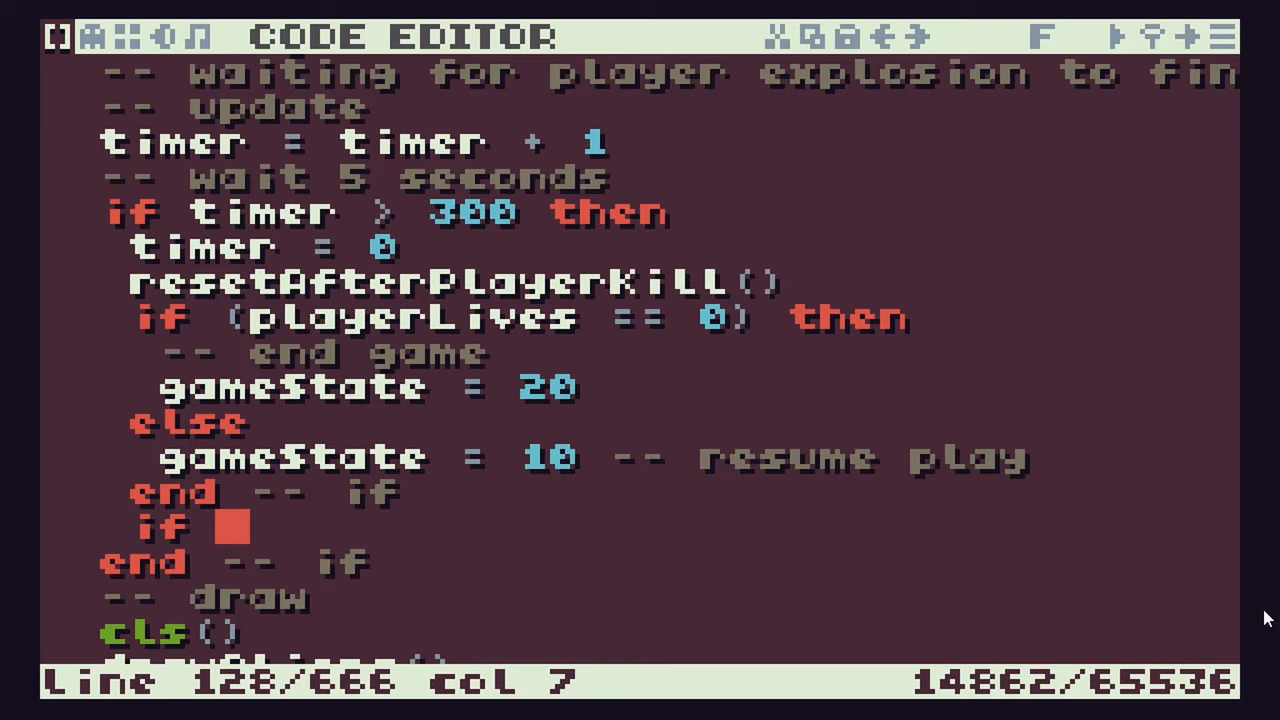 CODE EDITOR F
-- waiting for player explosion to fin
-- update
timer = timer + 1
-- wait 5 seconds
if timer > 300 then
timer = 0
resetAfterPlayerKill()
if (playerLives == 0) then
-- end game
gameState = 20
else
gameState = 10 -- resume play
end -- if
if
end -- if
-- draw
cls()
line 128/666 col 7 14862/65536